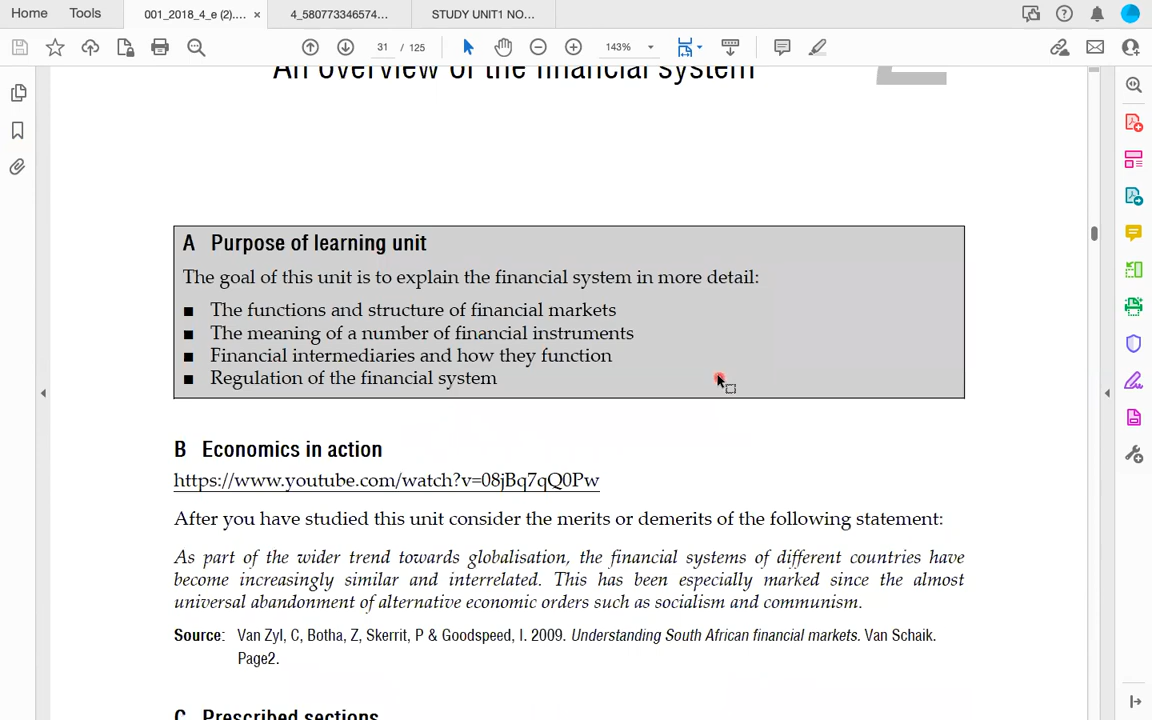 Home Tools 001_2018_4_e (2).... × 4_580773346574... STUDY UNIT1 NO...
31 / 125 143%
An overview of the financial system
A Purpose of learning unit
The goal of this unit is to explain the financial system in more detail:
■ The functions and structure of financial markets
■ The meaning of a number of financial instruments
■ Financial intermediaries and how they function
■ Regulation of the financial system
B Economics in action
https://www.youtube.com/watch?v=08jBq7qQ0Pw
After you have studied this unit consider the merits or demerits of the following statement:
As part of the wider trend towards globalisation, the financial systems of different countries have
become increasingly similar and interrelated. This has been especially marked since the almost
universal abandonment of alternative economic orders such as socialism and communism.
Source: Van Zyl, C, Botha, Z, Skerrit, P & Goodspeed, I. 2009. Understanding South African financial markets. Van Schaik.
Page2.
C Prescribed sections